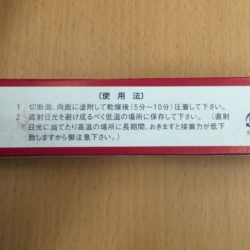 〔使 用 法〕
1 切断面、両面に塗附して乾燥後(5分〜10分)圧着して下さい。
2 直射日光を避け成るべく低温の場所に保存して下さい。 (直射
日光に当てたり高温の場所に長期間、おきますと接着力が低下
致しますから御注意下さい。)